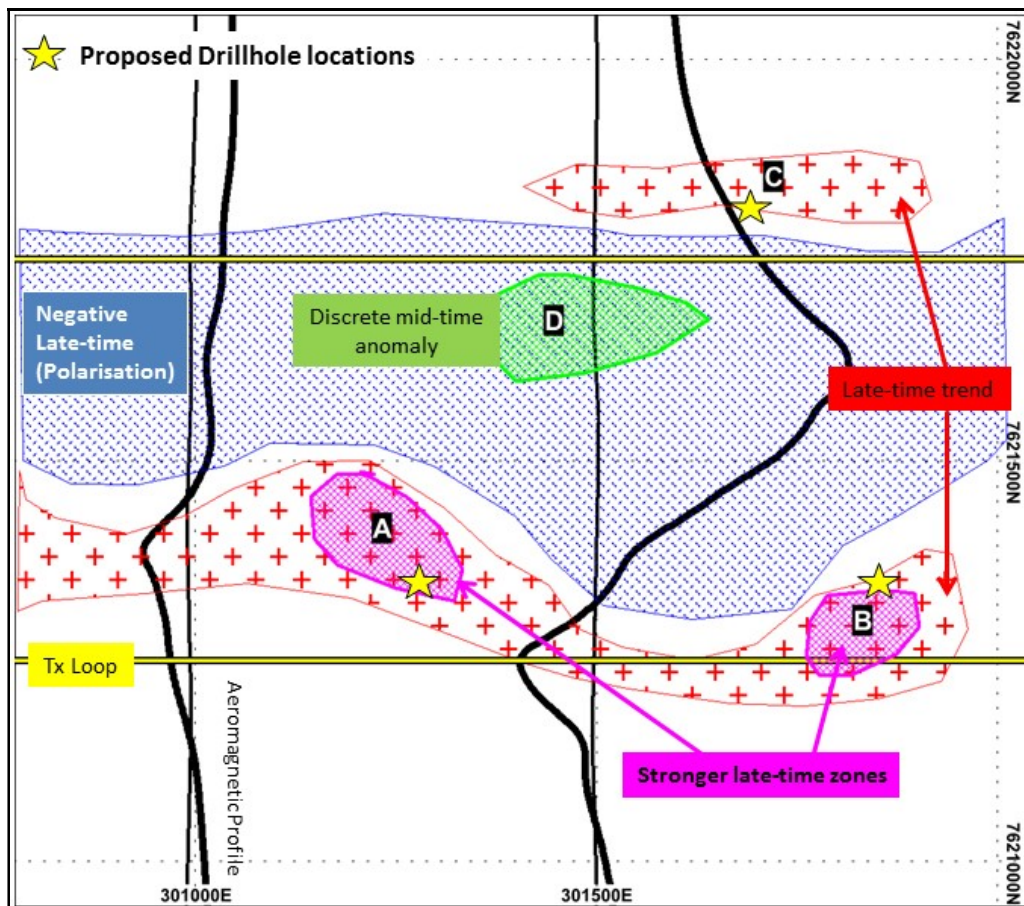 Proposed Drillhole locations
7622000N
C
Negative
Late-time
(Polarisation)
Discrete mid-time
anomaly
D
Late-time trend
7621500N
A
B
Tx Loop
Aeromagnetic Profile
Stronger late-time zones
7621000N
301000E
301500E